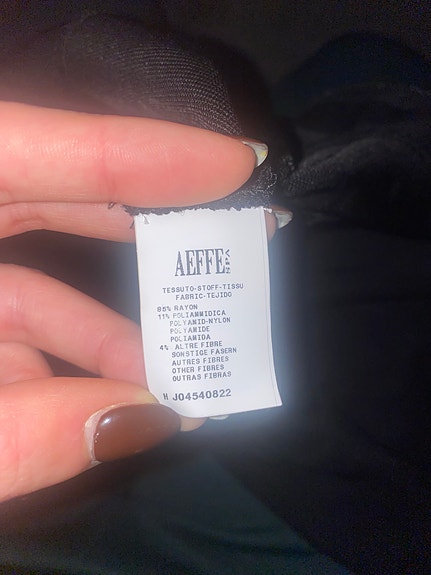 AEFFE SPA
TESSUTO-STOFF-TISSU
FABRIC-TEJIDO
85% RAYON
11% POLIAMMIDICA
POLYAMID-NYLON
POLYAMIDE
POLIAMIDA
4% ALTRE FIBRE
SONSTIGE FASERN
AUTRES FIBRES
OTHER FIBRES
OUTRAS FIBRAS
N J04540822